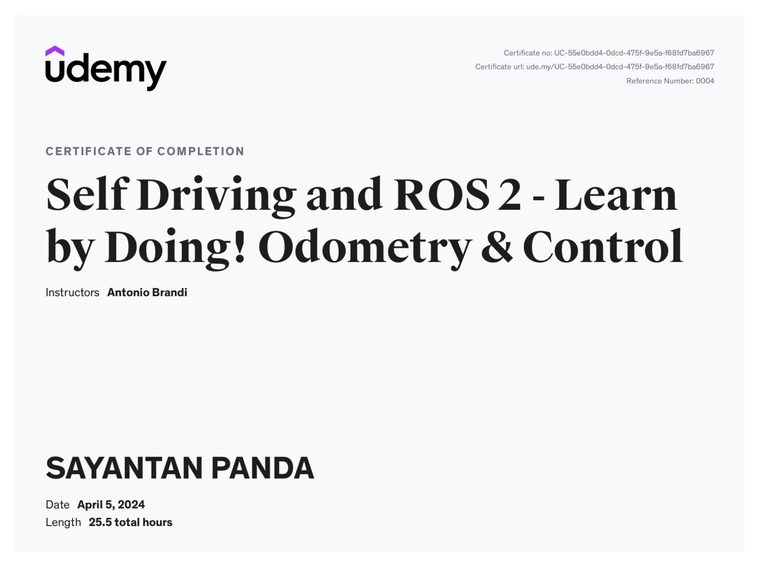 udemy
Certificate no: UC-55e0bdd4-0dcd-475f-9e5a-f68fd7ba6967
Certificate url: ude.my/UC-55e0bdd4-0dcd-475f-9e5a-f68fd7ba6967
Reference Number: 0004
CERTIFICATE OF COMPLETION
Self Driving and ROS 2 - Learn
by Doing! Odometry & Control
Instructors Antonio Brandi
SAYANTAN PANDA
Date April 5, 2024
Length 25.5 total hours